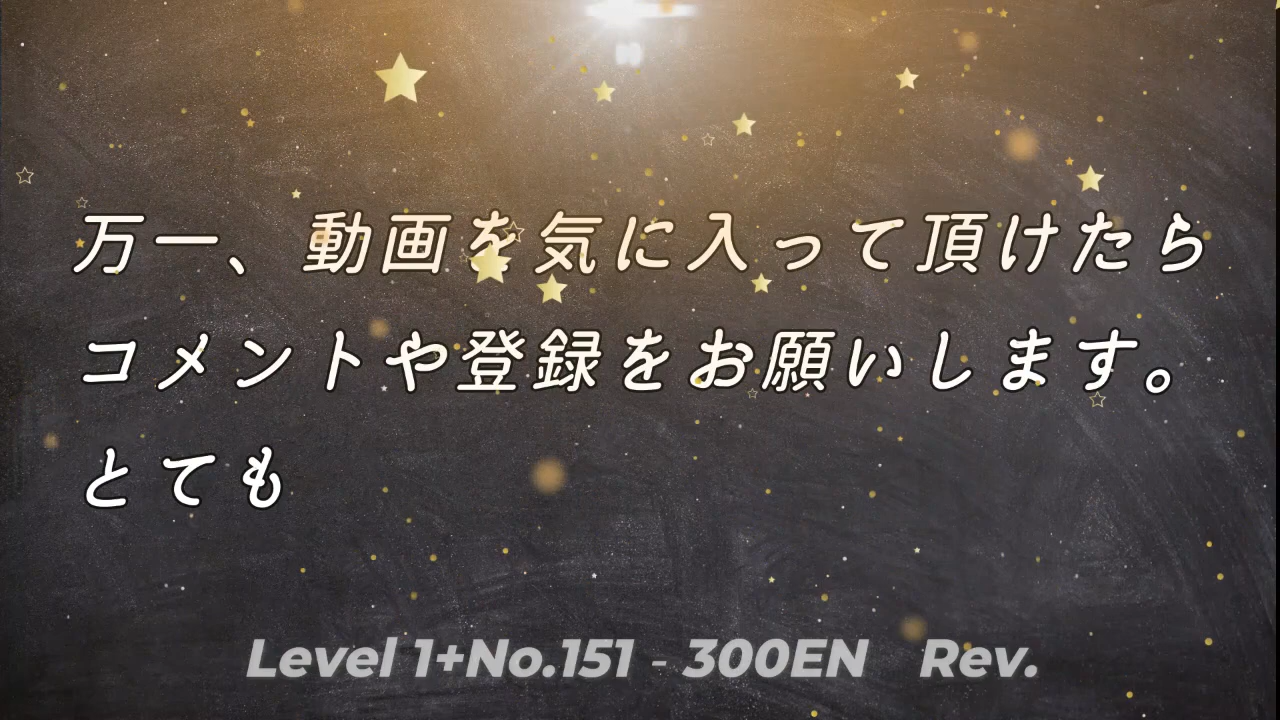 万一、動画を気に入って頂けたら
コメントや登録をお願いします。
とても
Level 1+No.151 - 300EN Rev.